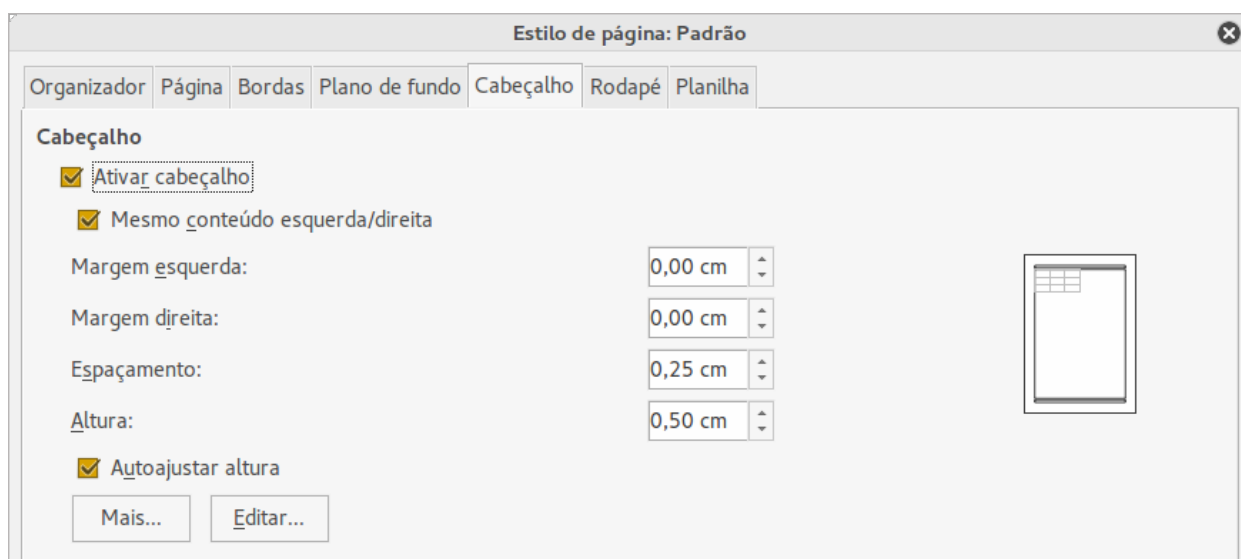 Estilo de página: Padrão
Organizador Página Bordas Plano de fundo Cabeçalho Rodapé Planilha
Cabeçalho
Ativar cabeçalho
Mesmo conteúdo esquerda/direita
Margem esquerda: 0,00 cm
Margem direita: 0,00 cm
Espaçamento: 0,25 cm
Altura: 0,50 cm
Autoajustar altura
Mais... Editar...